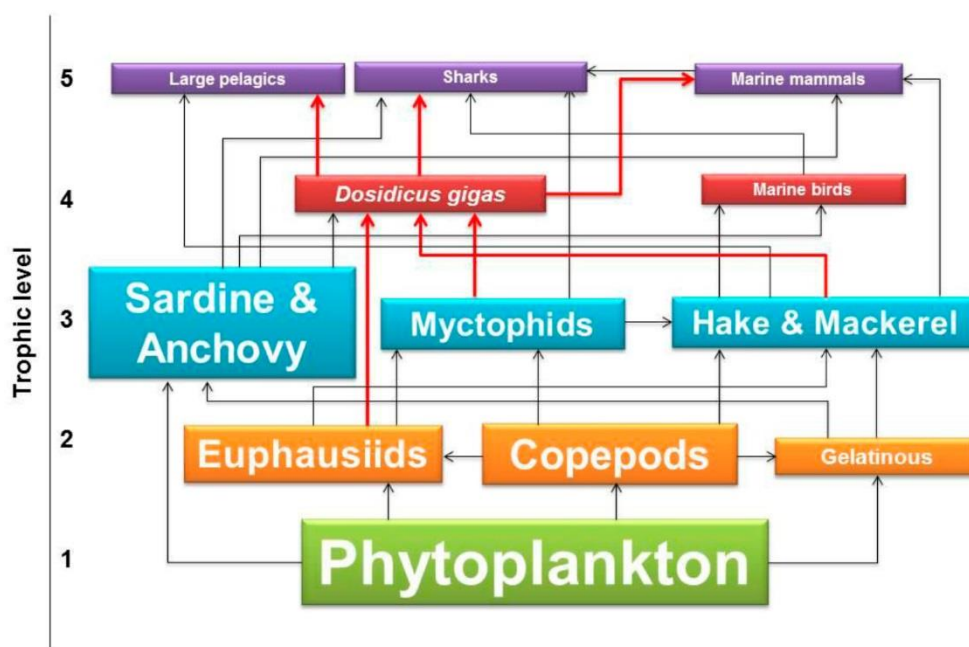 5
Large pelagics
Sharks
Marine mammals
4
Dosidicus gigas
Marine birds
Trophic level
3
Sardine &
Anchovy
Myctophids
Hake & Mackerel
2
Euphausiids
Copepods
Gelatinous
1
Phytoplankton